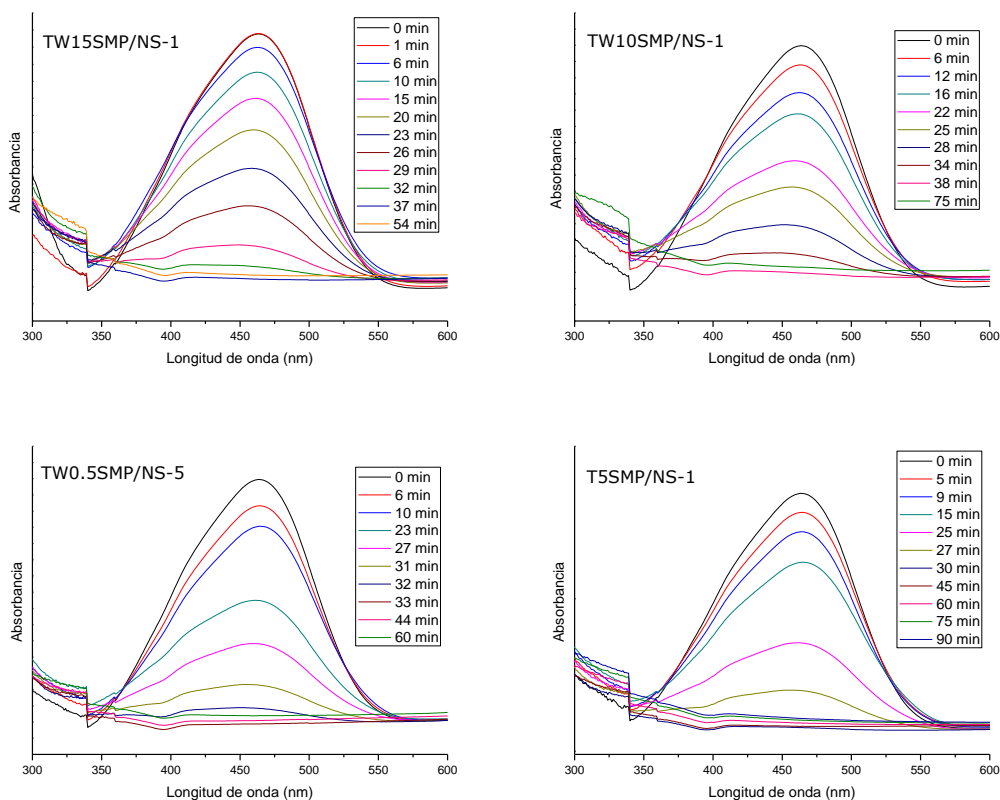 TW15SMP/NS-1
0 min
1 min
6 min
10 min
15 min
20 min
23 min
26 min
29 min
32 min
37 min
54 min
Absorbancia
300 350 400 450 500 550 600
Longitud de onda (nm)
TW10SMP/NS-1
0 min
6 min
12 min
16 min
22 min
25 min
28 min
34 min
38 min
75 min
Absorbancia
300 350 400 450 500 550 600
Longitud de onda (nm)
TW0.5SMP/NS-5
0 min
6 min
10 min
23 min
27 min
31 min
32 min
33 min
44 min
60 min
Absorbancia
300 350 400 450 500 550 600
Longitud de onda (nm)
T5SMP/NS-1
0 min
5 min
9 min
15 min
25 min
27 min
30 min
45 min
60 min
75 min
90 min
Absorbancia
300 350 400 450 500 550 600
Longitud de onda (nm)